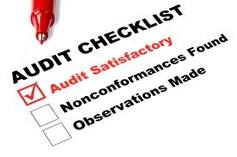 AUDIT CHECKLIST
Audit Satisfactory
Nonconformances Found
Observations Made